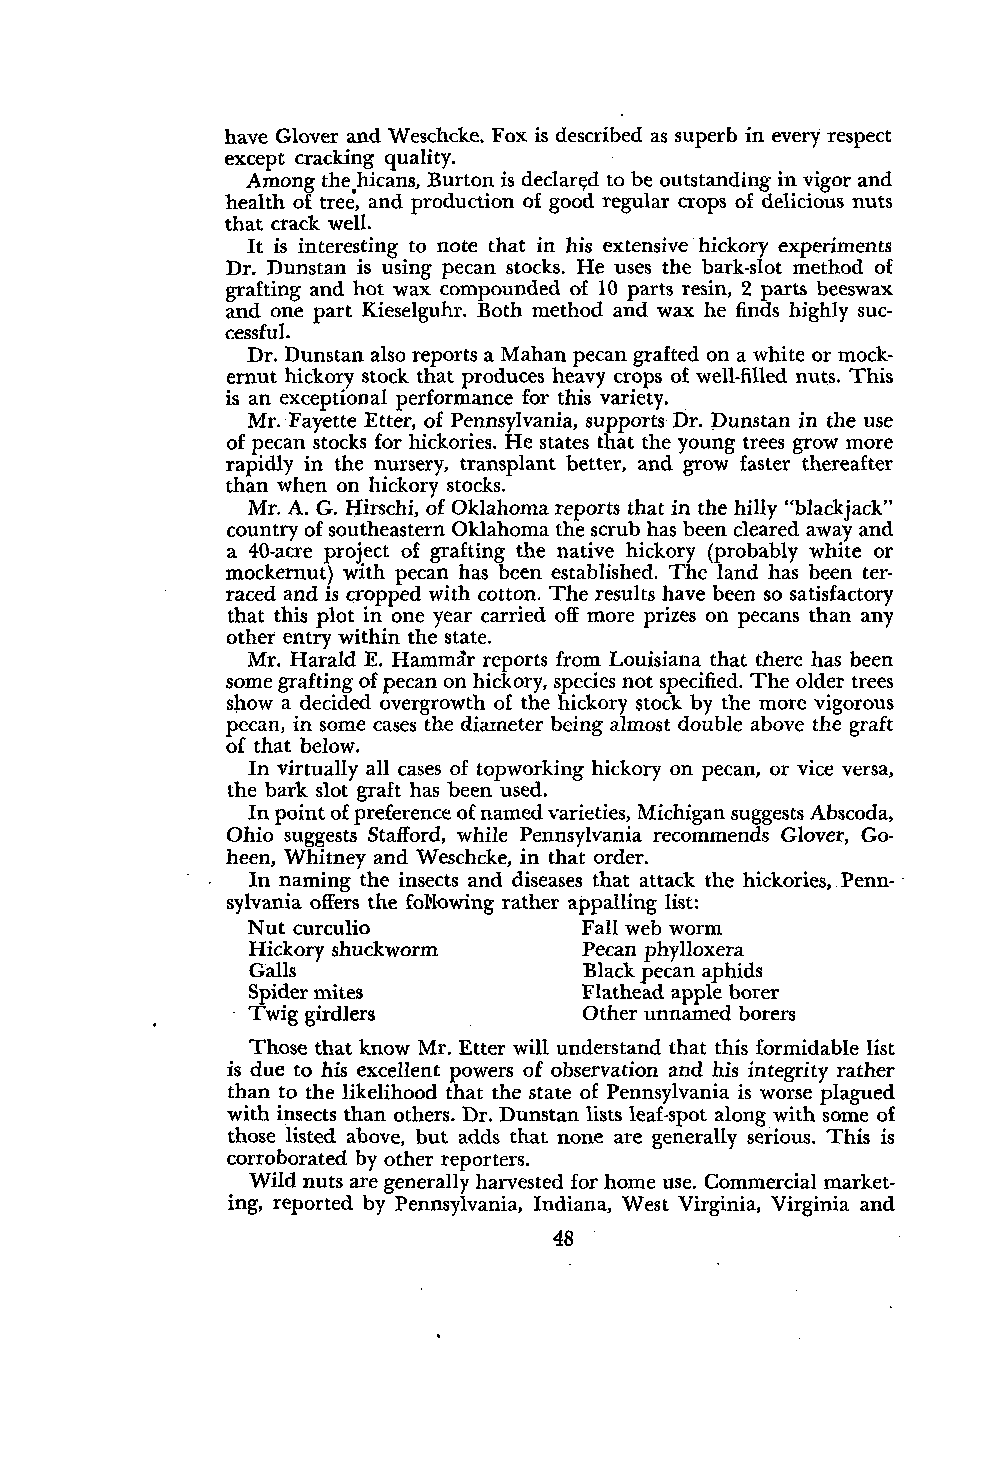 have Glover and Weschcke. Fox is described as superb in every respect
except cracking quality.
Among the hicans, Burton is declared to be outstanding in vigor and
health of tree, and production of good regular crops of delicious nuts
that crack well.
It is interesting to note that in his extensive hickory experiments
Dr. Dunstan is using pecan stocks. He uses the bark-slot method of
grafting and hot wax compounded of 10 parts resin, 2 parts beeswax
and one part Kieselguhr. Both method and wax he finds highly suc-
cessful.
Dr. Dunstan also reports a Mahan pecan grafted on a white or mock-
ernut hickory stock that produces heavy crops of well-filled nuts. This
is an exceptional performance for this variety.
Mr. Fayette Etter, of Pennsylvania, supports Dr. Dunstan in the use
of pecan stocks for hickories. He states that the young trees grow more
rapidly in the nursery, transplant better, and grow faster thereafter
than when on hickory stocks.
Mr. A. G. Hirschi, of Oklahoma reports that in the hilly “blackjack”
country of southeastern Oklahoma the scrub has been cleared away and
a 40-acre project of grafting the native hickory (probably white or
mockernut) with pecan has been established. The land has been ter-
raced and is cropped with cotton. The results have been so satisfactory
that this plot in one year carried off more prizes on pecans than any
other entry within the state.
Mr. Harald E. Hammar reports from Louisiana that there has been
some grafting of pecan on hickory, species not specified. The older trees
show a decided overgrowth of the hickory stock by the more vigorous
pecan, in some cases the diameter being almost double above the graft
of that below.
In virtually all cases of topworking hickory on pecan, or vice versa,
the bark slot graft has been used.
In point of preference of named varieties, Michigan suggests Abscoda,
Ohio suggests Stafford, while Pennsylvania recommends Glover, Go-
heen, Whitney and Weschcke, in that order.
In naming the insects and diseases that attack the hickories, Penn-
sylvania offers the following rather appalling list:
Nut curculio
Hickory shuckworm
Galls
Spider mites
Twig girdlers
Fall web worm
Pecan phylloxera
Black pecan aphids
Flathead apple borer
Other unnamed borers
Those that know Mr. Etter will understand that this formidable list
is due to his excellent powers of observation and his integrity rather
than to the likelihood that the state of Pennsylvania is worse plagued
with insects than others. Dr. Dunstan lists leaf-spot along with some of
those listed above, but adds that none are generally serious. This is
corroborated by other reporters.
Wild nuts are generally harvested for home use. Commercial market-
ing, reported by Pennsylvania, Indiana, West Virginia, Virginia and
48